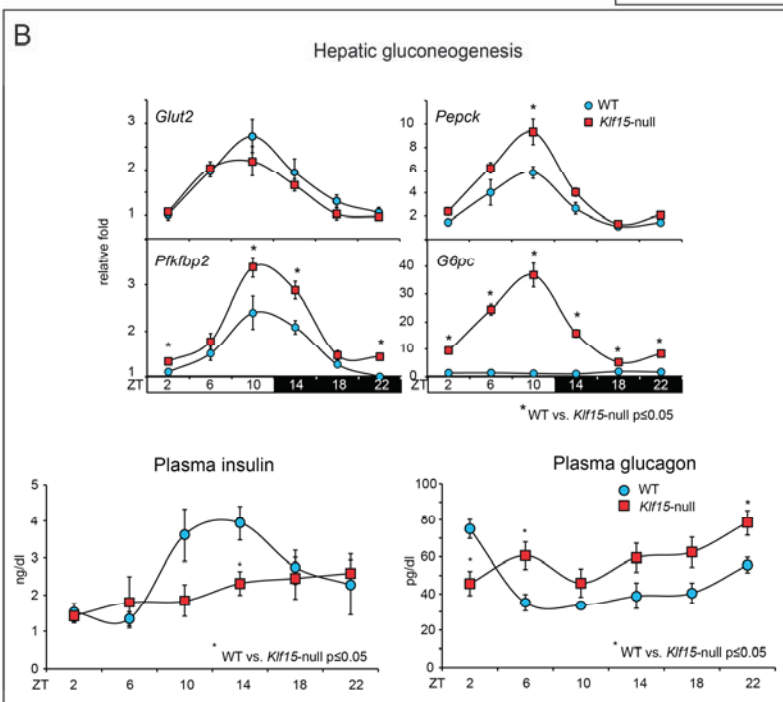 B
Hepatic gluconeogenesis
Glut2
3
2
1
Pepck
10
8
6
4
2
WT
Klf15-null
*
relative fold
Pfkfbp2
3
2
1
* * * *
G6pc
40
30
20
10
0
* * * * * *
ZT 2 6 10 14 18 22
2 6 10 14 18 22
* WT vs. Klf15-null p≤0.05
Plasma insulin
ng/dl
5
4
3
2
1
0
*
* WT vs. Klf15-null p≤0.05
ZT 2 6 10 14 18 22
Plasma glucagon
WT
Klf15-null
pg/dl
100
80
60
40
20
0
* * *
* WT vs. Klf15-null p≤0.05
ZT 2 6 10 14 18 22